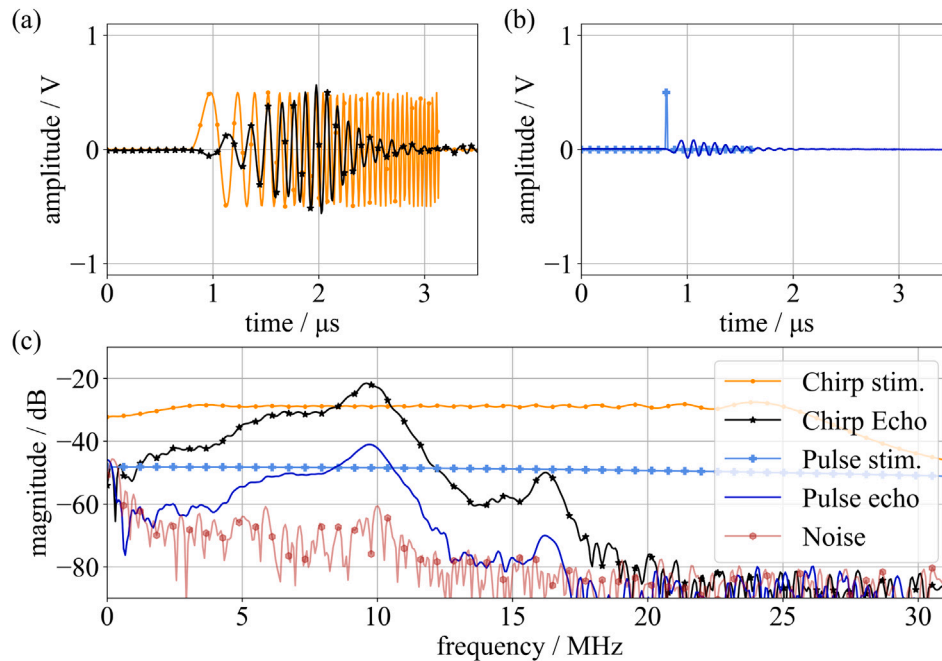 (a)
(b)
1
0
−1
amplitude / V
0
1
2
3
time / μs
1
0
−1
amplitude / V
0
1
2
3
time / μs
(c)
−20
−40
−60
−80
magnitude / dB
0
5
10
15
20
25
30
frequency / MHz
Chirp stim.
Chirp Echo
Pulse stim.
Pulse echo
Noise